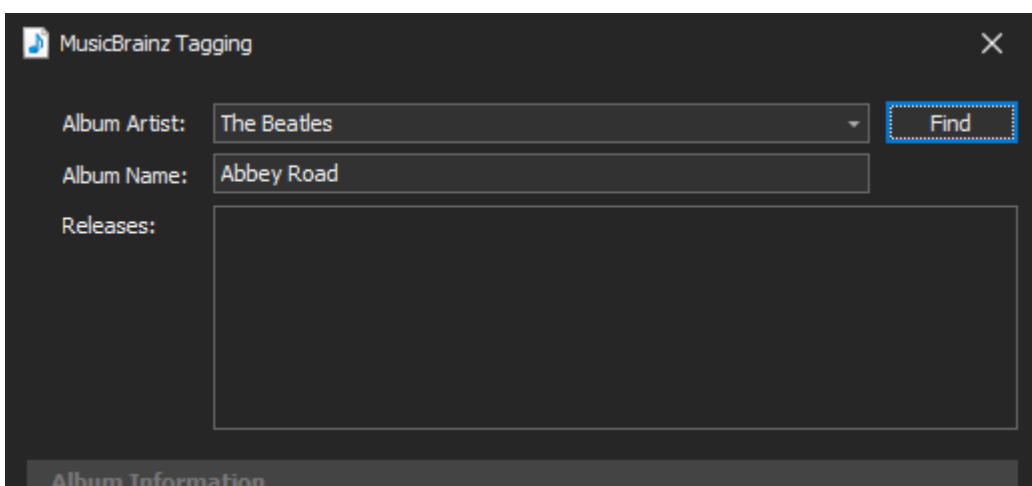 MusicBrainz Tagging
Album Artist: The Beatles Find
Album Name: Abbey Road
Releases:
Album Information